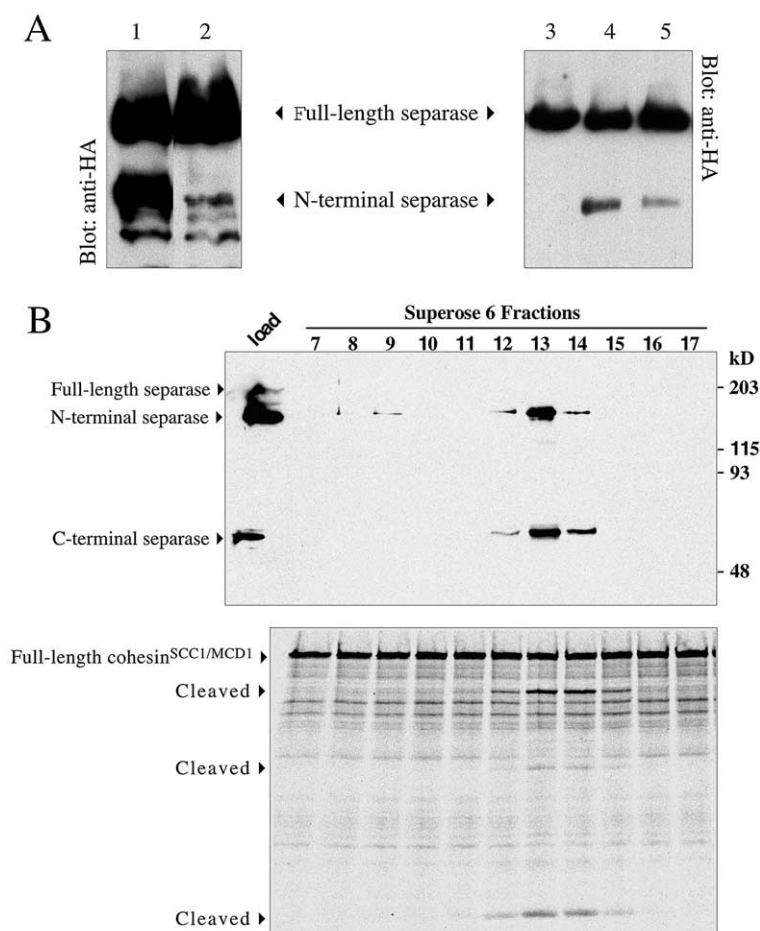 A
1 2
3 4 5
Blot: anti-HA
Full-length separase
N-terminal separase
Blot: anti-HA
B
load
Superose 6 Fractions
7 8 9 10 11 12 13 14 15 16 17
kD
Full-length separase
N-terminal separase
C-terminal separase
- 203
- 115
- 93
- 48
Full-length cohesin SCC1/MCD1
Cleaved
Cleaved
Cleaved